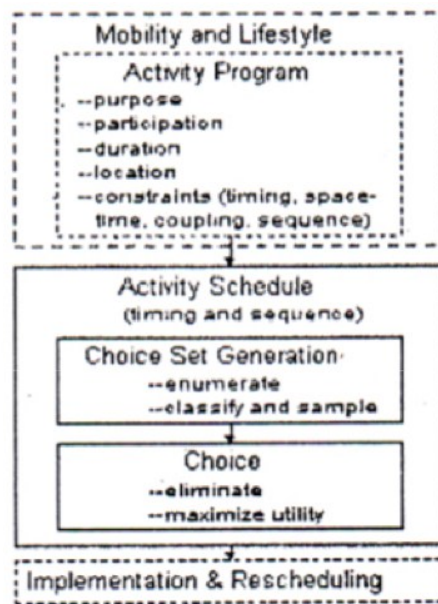 Mobility and Lifestyle
Activity Program
--purpose
--participation
--duration
--location
--constraints (timing, space-
time, coupling, sequence)
Activity Schedule
(timing and sequence)
Choice Set Generation
--enumerate
--classify and sample
Choice
--eliminate
--maximize utility
Implementation & Rescheduling